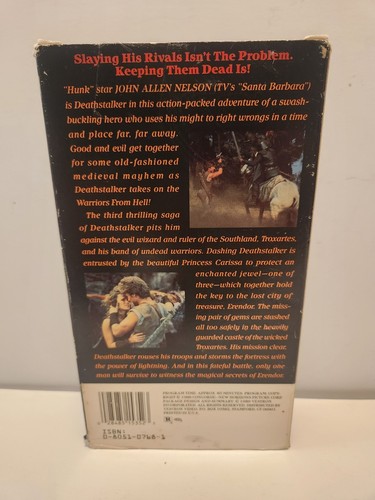 Slaying His Rivals Isn't The Problem.
Keeping Them Dead Is!
"Hunk" star JOHN ALLEN NELSON (TV's "Santa Barbara")
is Deathstalker in this action-packed adventure of a swash-
buckling hero who uses his might to right wrongs in a time
and place far, far away.
Good and evil get together
for some old-fashioned
medieval mayhem as
Deathstalker takes on the
Warriors From Hell!
The third thrilling saga
of Deathstalker pits him
against the evil wizard and ruler of the Southland, Troxartes,
and his band of undead warriors. Dashing Deathstalker is
entrusted by the beautiful Princess Carissa to protect an
enchanted jewel—one of
three—which together hold
the key to the lost city of
treasure, Erendor. The miss-
ing pair of gems are stashed
all too safely in the heavily
guarded castle of the wicked
Troxartes. His mission clear,
Deathstalker rouses his troops and storms the fortress with
the power of lightning. And in this fateful battle, only one
man will survive to witness the magical secrets of Erendor.
ISBN:
0-8051-0768-1